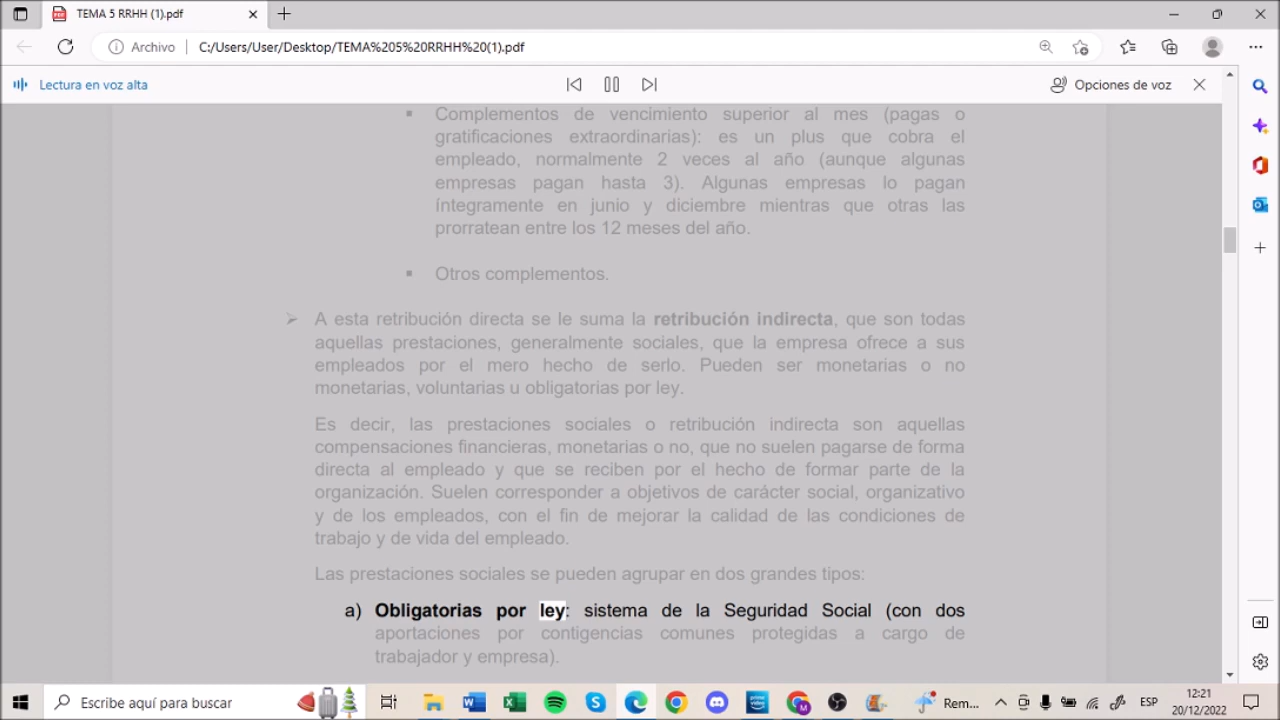 TEMA 5 RRHH (1).pdf
Archivo
C:/Users/User/Desktop/TEMA%205%20RRHH%20(1).pdf
Lectura en voz alta
Opciones de voz
▪ Complementos de vencimiento superior al mes (pagas o
gratificaciones extraordinarias): es un plus que cobra el
empleado, normalmente 2 veces al año (aunque algunas
empresas pagan hasta 3). Algunas empresas lo pagan
íntegramente en junio y diciembre mientras que otras las
prorratean entre los 12 meses del año.
▪ Otros complementos.
➢ A esta retribución directa se le suma la retribución indirecta, que son todas
aquellas prestaciones, generalmente sociales, que la empresa ofrece a sus
empleados por el mero hecho de serlo. Pueden ser monetarias o no
monetarias, voluntarias u obligatorias por ley.
Es decir, las prestaciones sociales o retribución indirecta son aquellas
compensaciones financieras, monetarias o no, que no suelen pagarse de forma
directa al empleado y que se reciben por el hecho de formar parte de la
organización. Suelen corresponder a objetivos de carácter social, organizativo
y de los empleados, con el fin de mejorar la calidad de las condiciones de
trabajo y de vida del empleado.
Las prestaciones sociales se pueden agrupar en dos grandes tipos:
a) Obligatorias por ley: sistema de la Seguridad Social (con dos
aportaciones por contigencias comunes protegidas a cargo de
trabajador y empresa).
Escribe aquí para buscar
Rem...
ESP
12:21
20/12/2022